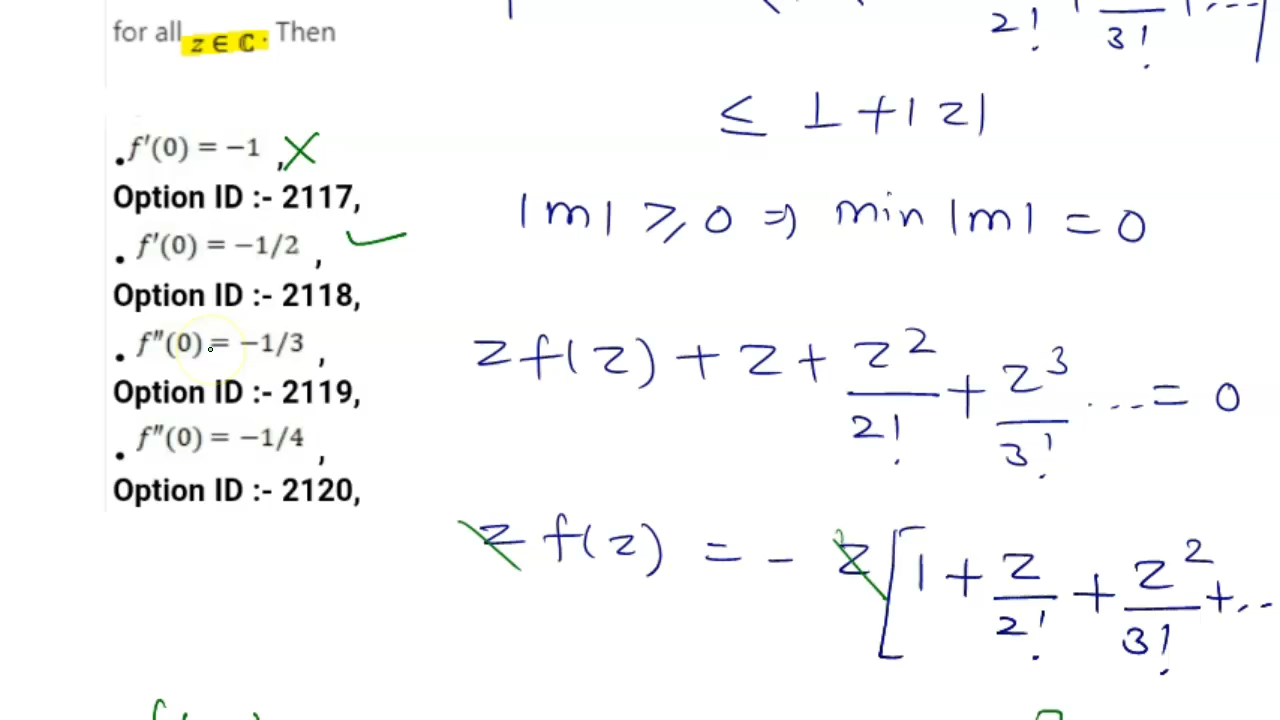 2! 3!
for all z ∈ ℂ. Then
≤ 1 + |z|
.f′(0) = −1 ,
Option ID :- 2117,
|m| ≥ 0 ⇒ min |m| = 0
. f′(0) = −1/2 ,
Option ID :- 2118,
. f″(0) = −1/3 ,
z f(z) + z + z²/2! + z³/3! ... = 0
Option ID :- 2119,
. f″(0) = −1/4 ,
Option ID :- 2120,
z f(z) = − z [ 1 + z/2! + z²/3! + ...